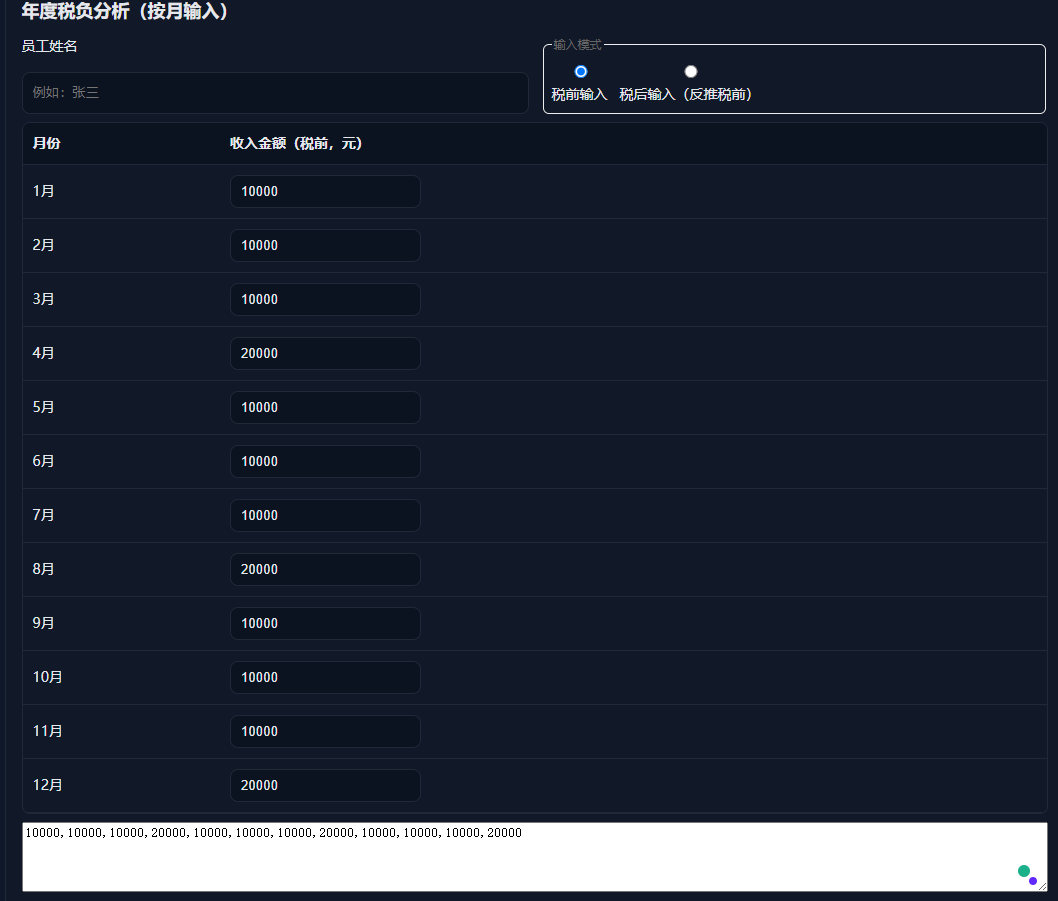 年度税负分析（按月输入）
员工姓名
输入模式
例如：张三
税前输入 税后输入（反推税前）
月份 收入金额（税前，元）
1月 10000
2月 10000
3月 10000
4月 20000
5月 10000
6月 10000
7月 10000
8月 20000
9月 10000
10月 10000
11月 10000
12月 20000
10000,10000,10000,20000,10000,10000,10000,20000,10000,10000,10000,20000